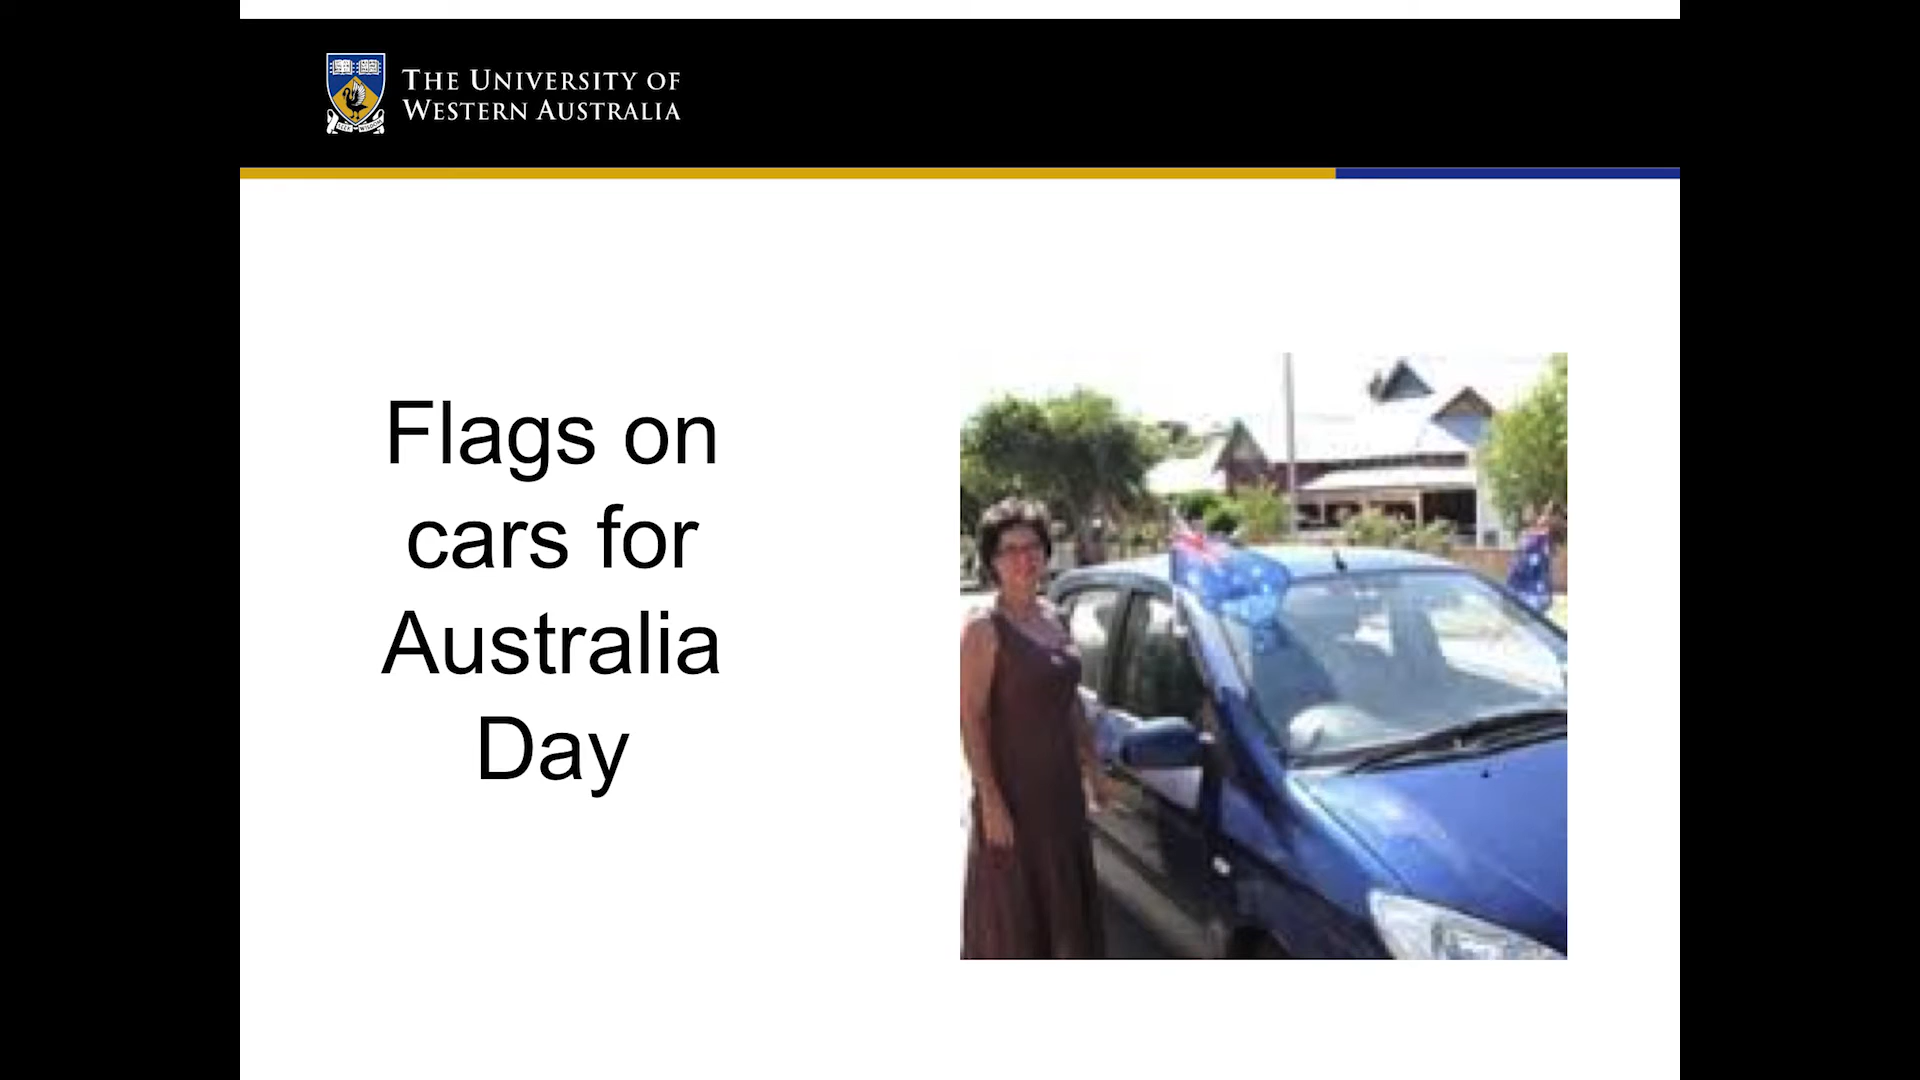 THE UNIVERSITY OF
WESTERN AUSTRALIA
Flags on
cars for
Australia
Day